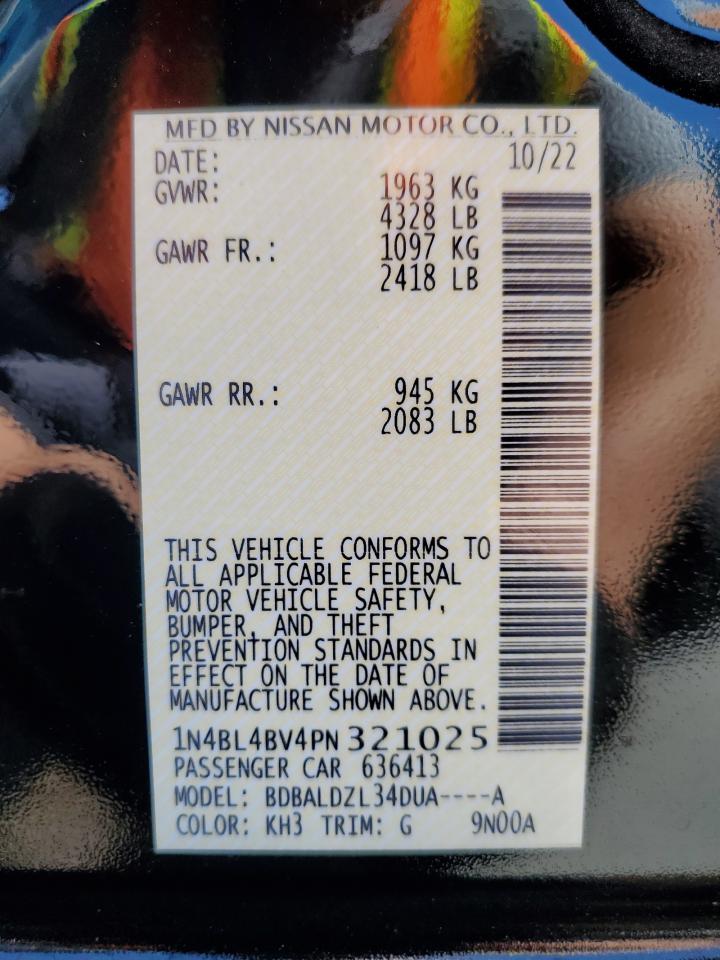 MFD BY NISSAN MOTOR CO., LTD.
DATE: 10/22
GVWR: 1963 KG
4328 LB
GAWR FR.: 1097 KG
2418 LB
GAWR RR.: 945 KG
2083 LB
THIS VEHICLE CONFORMS TO
ALL APPLICABLE FEDERAL
MOTOR VEHICLE SAFETY,
BUMPER, AND THEFT
PREVENTION STANDARDS IN
EFFECT ON THE DATE OF
MANUFACTURE SHOWN ABOVE.
1N4BL4BV4PN 321025
PASSENGER CAR 636413
MODEL: BDBALDZL34DUA----A
COLOR: KH3 TRIM: G 9N00A